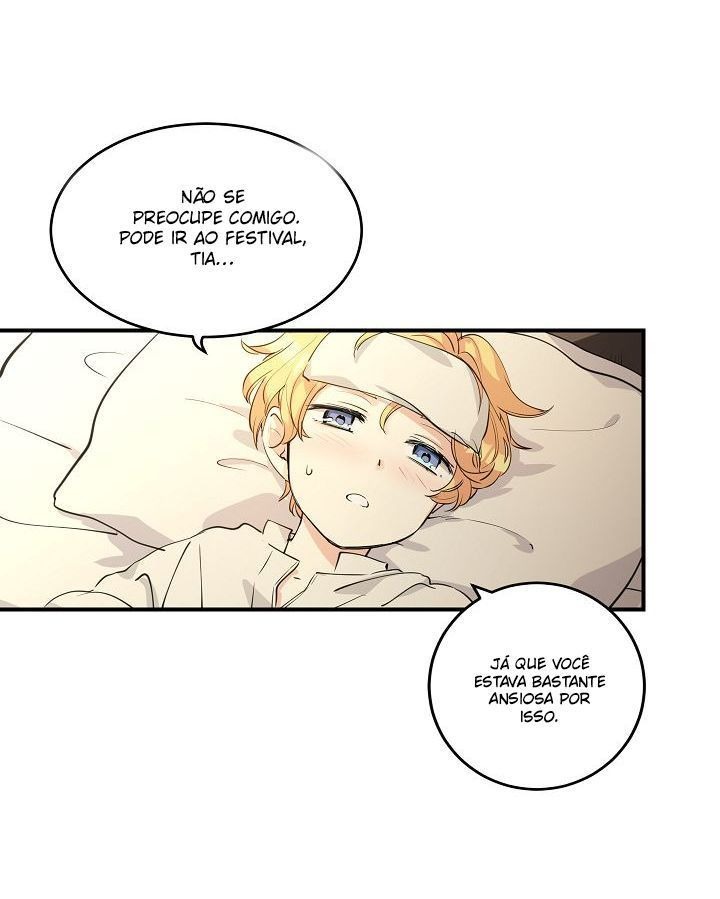 NÃO SE
PREOCUPE COMIGO.
PODE IR AO FESTIVAL,
TIA...
JÁ QUE VOCÊ
ESTAVA BASTANTE
ANSIOSA POR
ISSO.